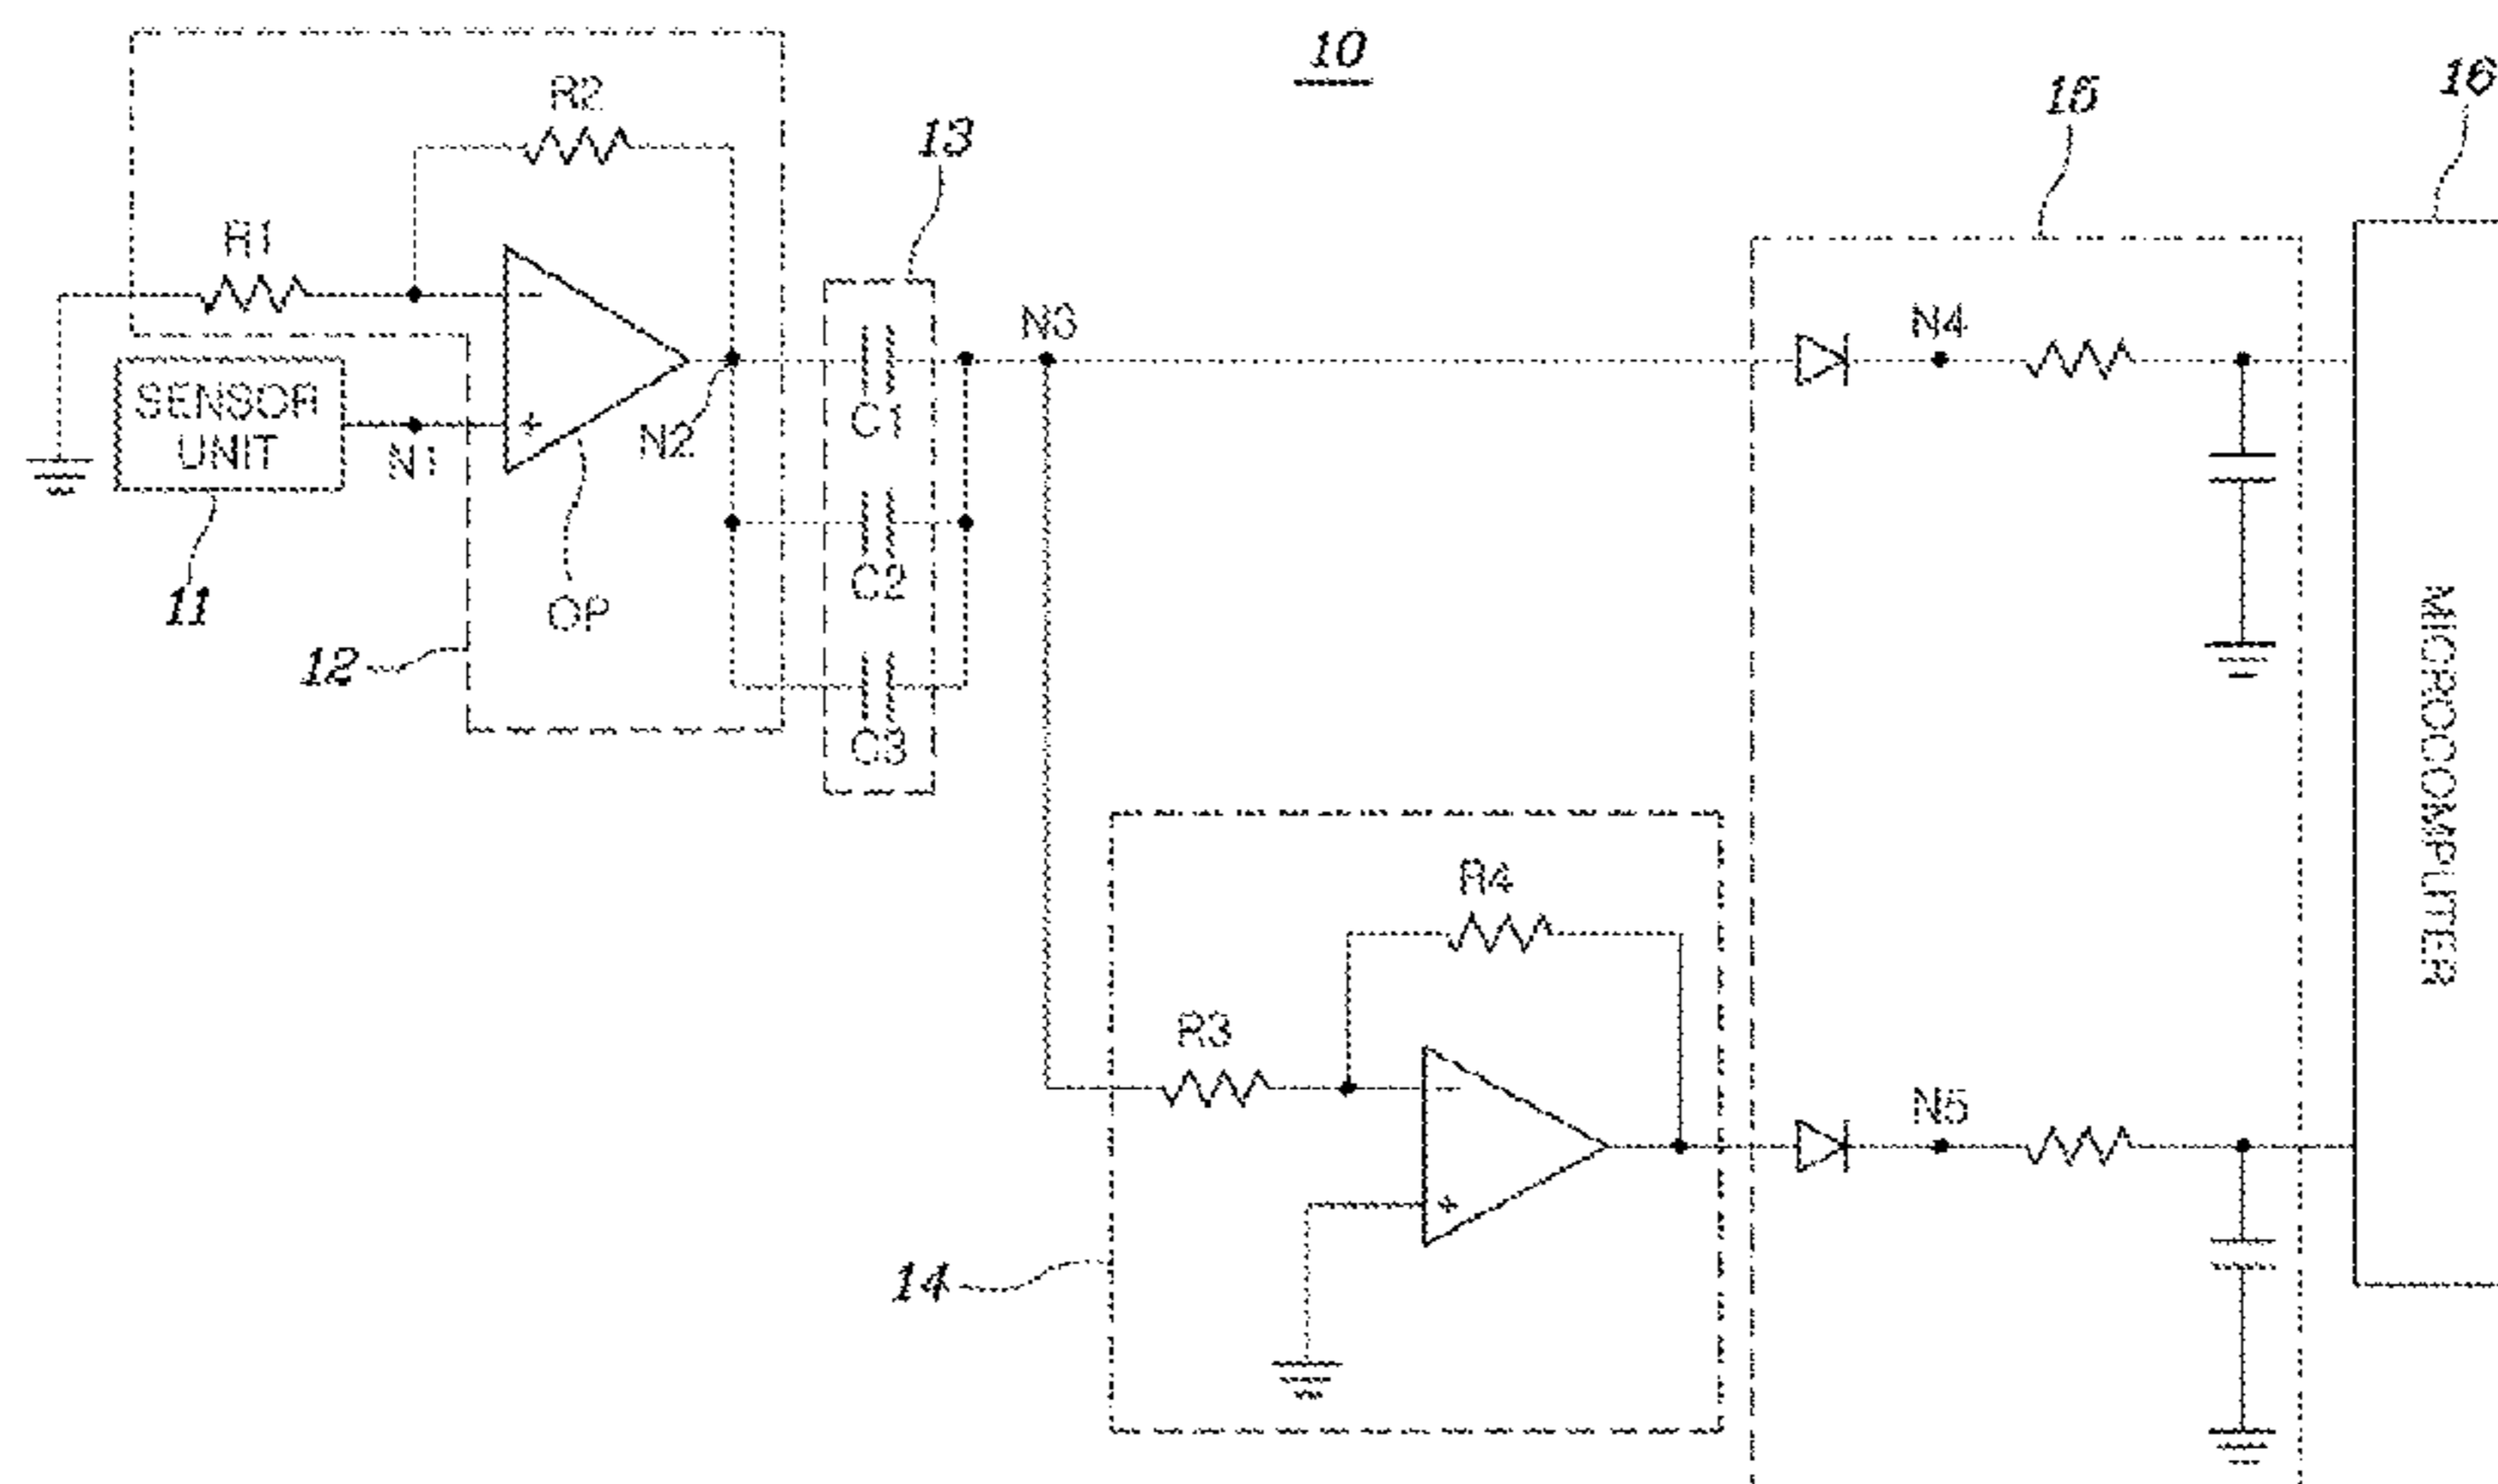 10
15
16
R2
13
R1
N3
N4
SENSOR
UNIT
N1
N2
C1
C2
C3
OP
11
12
MICROCOMPUTER
R4
R3
N5
14
+
+